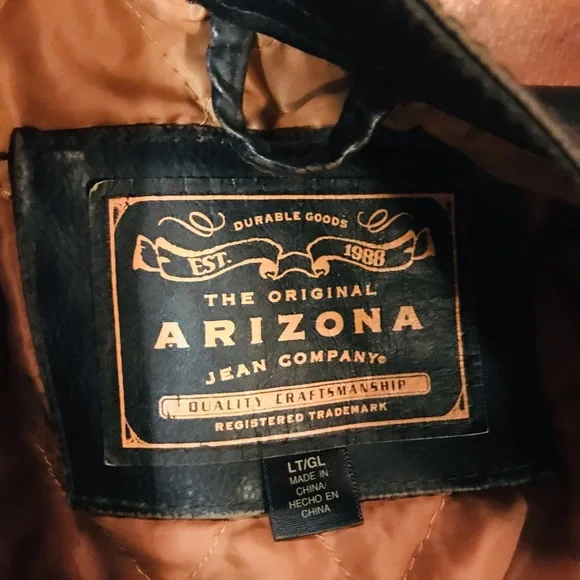 DURABLE GOODS
EST. 1988
THE ORIGINAL
ARIZONA
JEAN COMPANY®
QUALITY CRAFTSMANSHIP
REGISTERED TRADEMARK
LT/GL
MADE IN
CHINA/
HECHO EN
CHINA